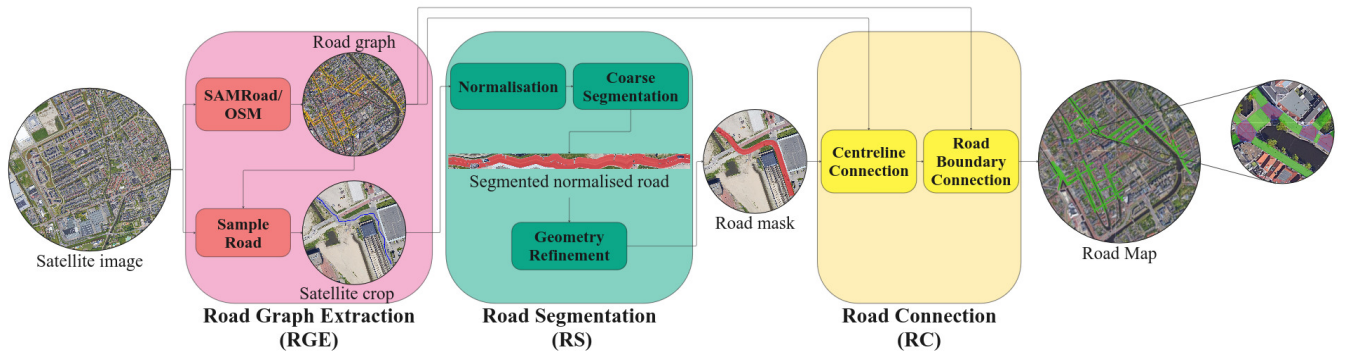 Satellite image
SAMRoad/
OSM
Road graph
Sample
Road
Satellite crop
Road Graph Extraction
(RGE)
Normalisation
Coarse
Segmentation
Segmented normalised road
Geometry
Refinement
Road Segmentation
(RS)
Road mask
Centreline
Connection
Road
Boundary
Connection
Road Connection
(RC)
Road Map